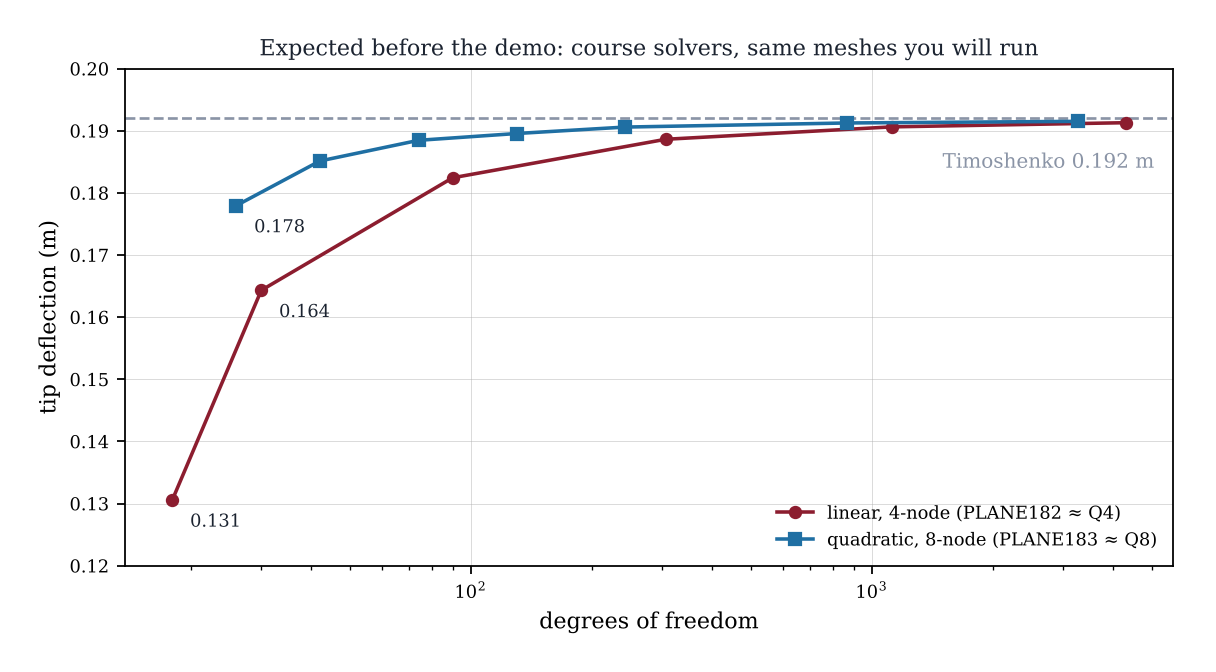 Expected before the demo: course solvers, same meshes you will run
tip deflection (m)
0.20
0.19
0.18
0.17
0.16
0.15
0.14
0.13
0.12
Timoshenko 0.192 m
0.178
0.164
0.131
linear, 4-node (PLANE182 ≈ Q4)
quadratic, 8-node (PLANE183 ≈ Q8)
10²
10³
degrees of freedom